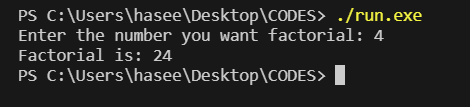 PS C:\Users\hasee\Desktop\CODES> ./run.exe
Enter the number you want factorial: 4
Factorial is: 24
PS C:\Users\hasee\Desktop\CODES>